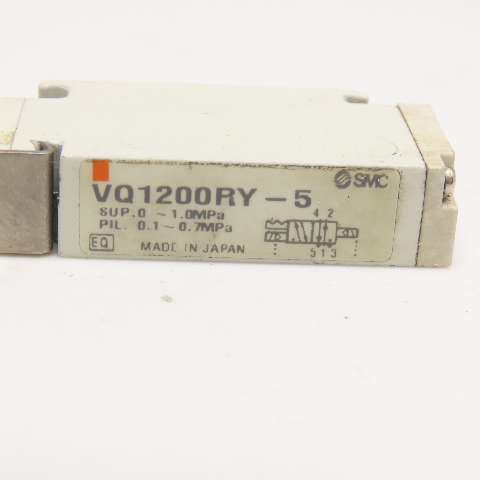 SMC
VQ1200RY-5
SUP.0 ~ 1.0MPa
PIL. 0.1~0.7MPa
4 2
5 1 3
EQ MADE IN JAPAN